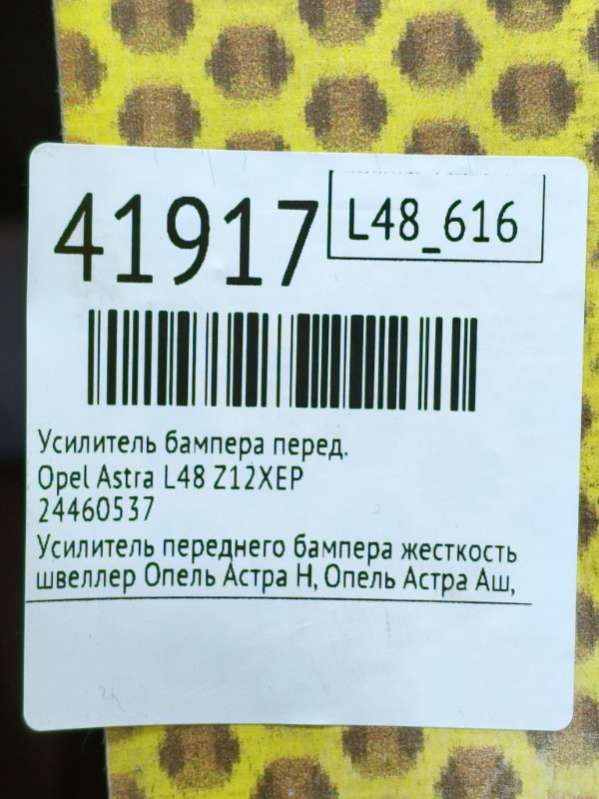 41917
L48_616
Усилитель бампера перед.
Opel Astra L48 Z12XEP
24460537
Усилитель переднего бампера жесткость
швеллер Опель Астра Н, Опель Астра Аш,